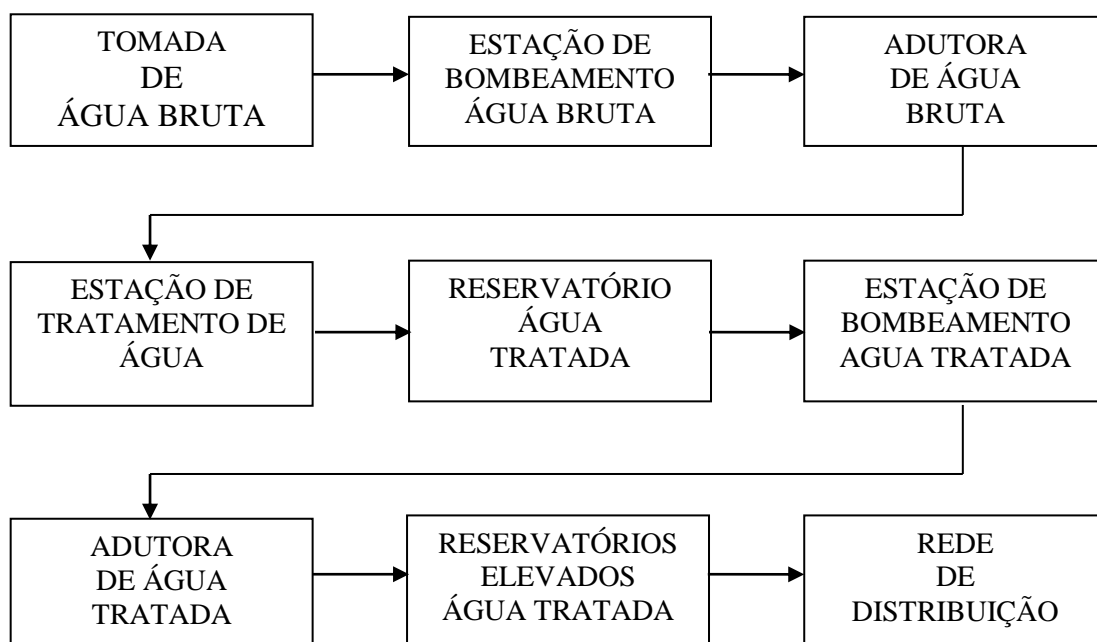 TOMADA
DE
ÁGUA BRUTA
ESTAÇÃO DE
BOMBEAMENTO
ÁGUA BRUTA
ADUTORA
DE ÁGUA
BRUTA
ESTAÇÃO DE
TRATAMENTO DE
ÁGUA
RESERVATÓRIO
ÁGUA
TRATADA
ESTAÇÃO DE
BOMBEAMENTO
AGUA TRATADA
ADUTORA
DE ÁGUA
TRATADA
RESERVATÓRIOS
ELEVADOS
ÁGUA TRATADA
REDE
DE
DISTRIBUIÇÃO